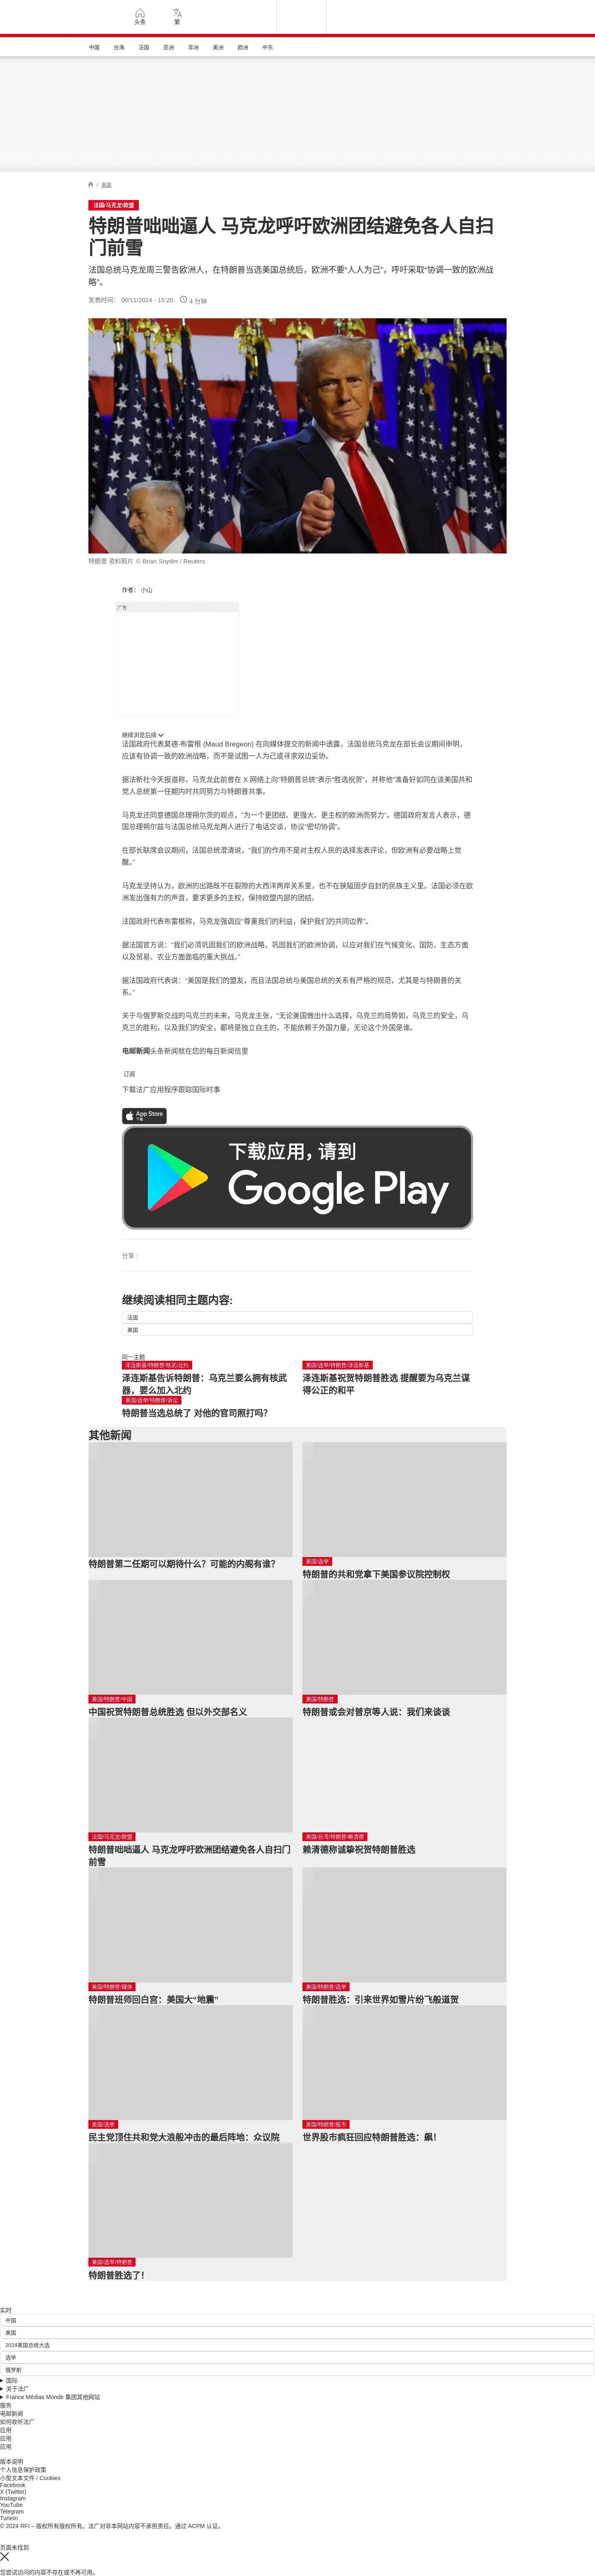 头条
繁
中国 台海 法国 亚洲 非洲 美洲 欧洲 中东
/ 美国
法国/马克龙/欧盟
特朗普咄咄逼人 马克龙呼吁欧洲团结避免各人自扫
门前雪
法国总统马克龙周三警告欧洲人，在特朗普当选美国总统后，欧洲不要“人人为己”，呼吁采取“协调一致的欧洲战
略”。
发表时间： 06/11/2024 - 15:26 4 分钟
特朗普 资料照片 © Brian Snyder / Reuters
作者： 小山
广告
继续浏览后续
法国政府代表莫德·布雷根 (Maud Bregeon) 在向媒体提交的新闻中透露，法国总统马克龙在部长会议期间申明，
应该有协调一致的欧洲战略，而不是试图一人为己或寻求双边妥协。
据法新社今天报道称，马克龙此前曾在 X 网络上向“特朗普总统”表示“胜选祝贺”，并称他“准备好如同在该美国共和
党人总统第一任期内时共同努力与特朗普共事。
马克龙还同意德国总理朔尔茨的观点，“为一个更团结、更强大、更主权的欧洲而努力”。德国政府发言人表示，德
国总理朔尔兹与法国总统马克龙两人进行了电话交谈，协议“密切协调”。
在部长联席会议期间，法国总统澄清说，“我们的作用不是对主权人民的选择发表评论，但欧洲有必要战略上觉
醒。”
马克龙坚持认为，欧洲的出路既不在裂隙的大西洋两岸关系里，也不在狭隘固步自封的民族主义里。法国必须在欧
洲发出强有力的声音，要求更多的主权，保持欧盟内部的团结。
法国政府代表布雷根称，马克龙强调应“尊重我们的利益，保护我们的共同边界”。
据法国官方说：“我们必须巩固我们的欧洲战略，巩固我们的欧洲协调，以应对我们在气候变化、国防、生态方面
以及贸易、农业方面面临的重大挑战。”
据法国政府代表说：“美国是我们的盟友，而且法国总统与美国总统的关系有严格的规范，尤其是与特朗普的关
系。”
关于与俄罗斯交战的乌克兰的未来，马克龙主张，“无论美国做出什么选择，乌克兰的局势如，乌克兰的安全，乌
克兰的胜利，以及我们的安全，都将是独立自主的，不能依赖于外国力量，无论这个外国是谁。
电邮新闻头条新闻就在您的每日新闻信里
订阅
下载法广应用程序跟踪国际时事
App Store
下载
下载应用，请到
Google Play
分享 :
继续阅读相同主题内容:
法国
美国
同一主题
泽连斯基/特朗普/核武/北约
泽连斯基告诉特朗普：乌克兰要么拥有核武
器，要么加入北约
美国/选举/特朗普/泽连斯基
泽连斯基祝贺特朗普胜选 提醒要为乌克兰谋
得公正的和平
美国/选举/特朗普/诉讼
特朗普当选总统了 对他的官司照打吗？
其他新闻
特朗普第二任期可以期待什么？可能的内阁有谁？
美国/选举
特朗普的共和党拿下美国参议院控制权
美国/特朗普/中国
中国祝贺特朗普总统胜选 但以外交部名义
美国/特朗普
特朗普或会对普京等人说：我们来谈谈
法国/马克龙/欧盟
特朗普咄咄逼人 马克龙呼吁欧洲团结避免各人自扫门
前雪
美国/台湾/特朗普/赖清德
赖清德称诚挚祝贺特朗普胜选
美国/特朗普/媒体
特朗普班师回白宫：美国大“地震”
美国/特朗普/选举
特朗普胜选：引来世界如雪片纷飞般道贺
美国/选举
民主党顶住共和党大浪般冲击的最后阵地：众议院
美国/特朗普/股市
世界股市疯狂回应特朗普胜选：飙！
美国/选举/特朗普
特朗普胜选了！
实时
中国
美国
2024美国总统大选
选举
俄罗斯
国际
关于法广
France Médias Monde 集团其他网站
服务
电邮新闻
如何收听法广
应用
应用
应用
版本说明
个人信息保护政策
小型文本文件 / Cookies
Facebook
X (Twitter)
Instagram
YouTube
Telegram
TuneIn
© 2024 RFI – 版权所有版权所有。法广对非本网站内容不承担责任。通过 ACPM 认证。
页面未找到
您尝试访问的内容不存在或不再可用。